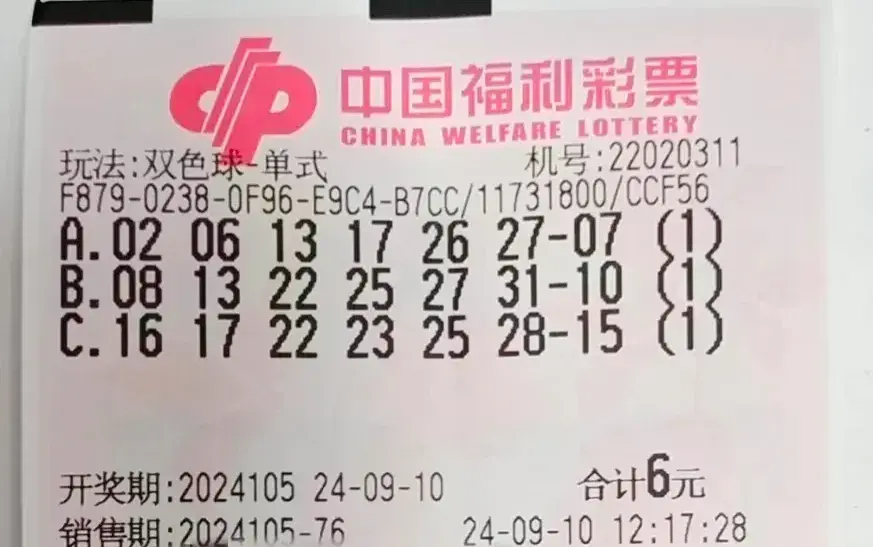 中国福利彩票
CHINA WELFARE LOTTERY
玩法:双色球-单式 机号:22020311
F879-0238-0F96-E9C4-B7CC/11731800/CCF56
A.02 06 13 17 26 27-07 (1)
B.08 13 22 25 27 31-10 (1)
C.16 17 22 23 25 28-15 (1)
开奖期:2024105 24-09-10 合计6元
销售期:2024105-76 24-09-10 12:17:28